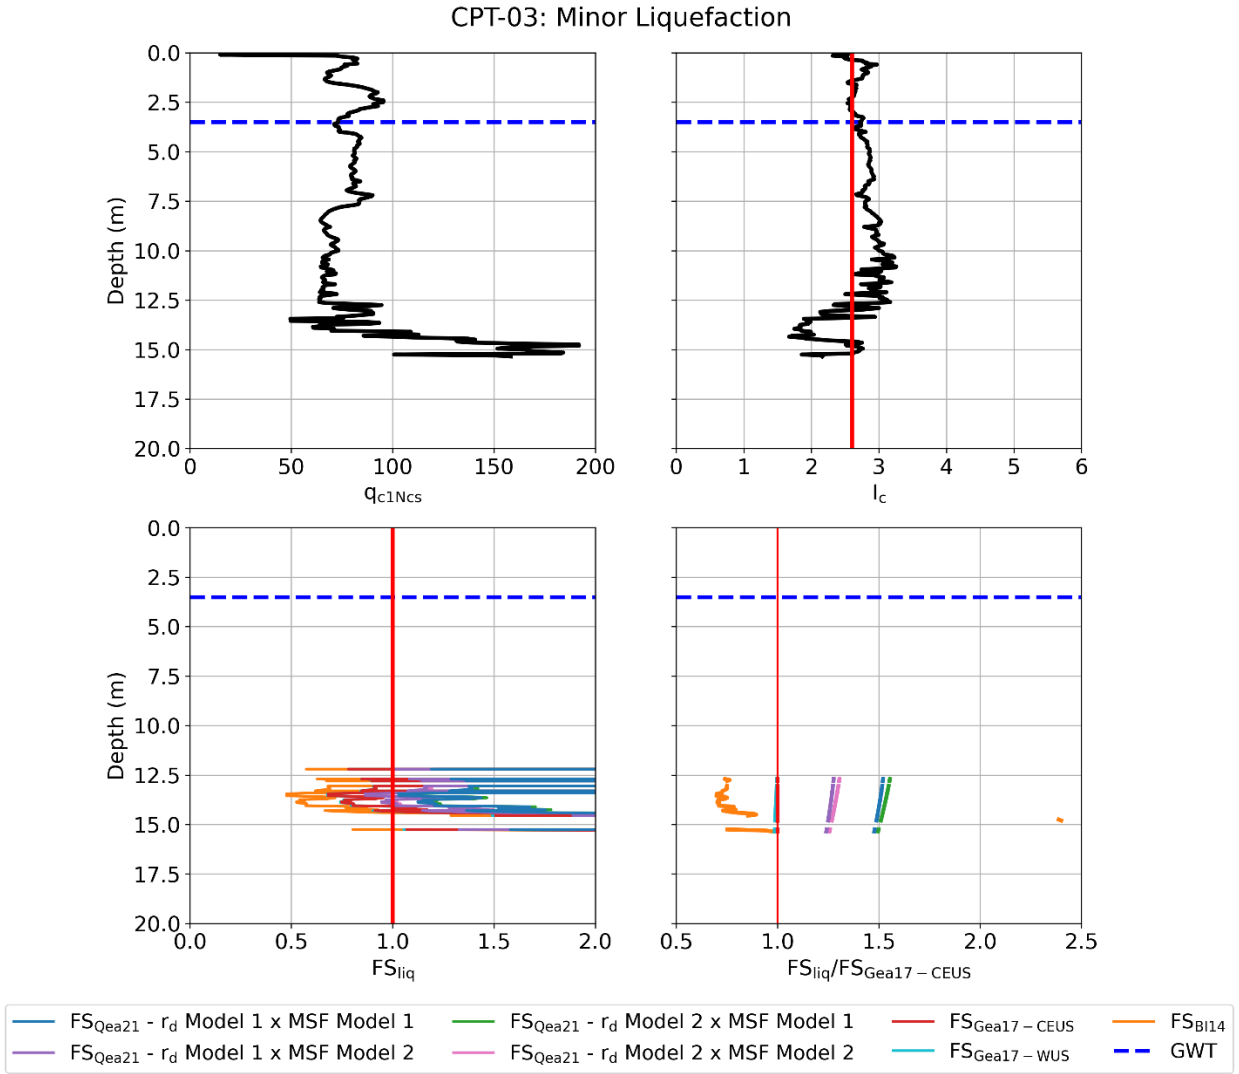 CPT-03: Minor Liquefaction
0.0
2.5
5.0
7.5
10.0
12.5
15.0
17.5
20.0
Depth (m)
0 50 100 150 200
qc1Ncs
0 1 2 3 4 5 6
Ic
0.0
2.5
5.0
7.5
10.0
12.5
15.0
17.5
20.0
Depth (m)
0.0 0.5 1.0 1.5 2.0
FSliq
0.5 1.0 1.5 2.0 2.5
FSliq/FSGea17−CEUS
FSQea21 - rd Model 1 x MSF Model 1
FSQea21 - rd Model 1 x MSF Model 2
FSQea21 - rd Model 2 x MSF Model 1
FSQea21 - rd Model 2 x MSF Model 2
FSGea17−CEUS
FSGea17−WUS
FSBI14
GWT